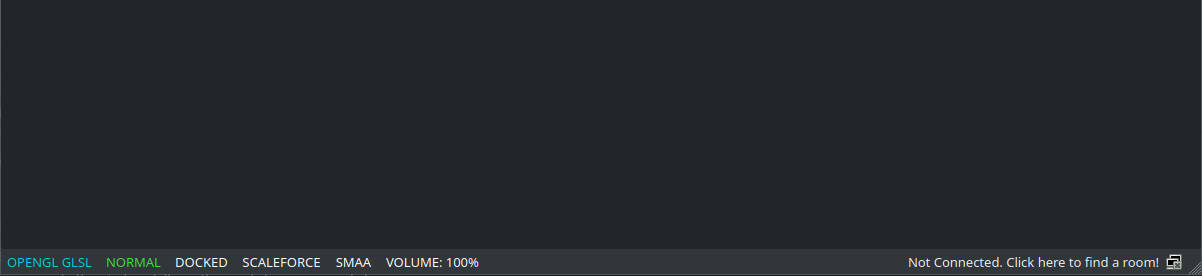 OPENGL GLSL NORMAL DOCKED SCALEFORCE SMAA VOLUME: 100% Not Connected. Click here to find a room!